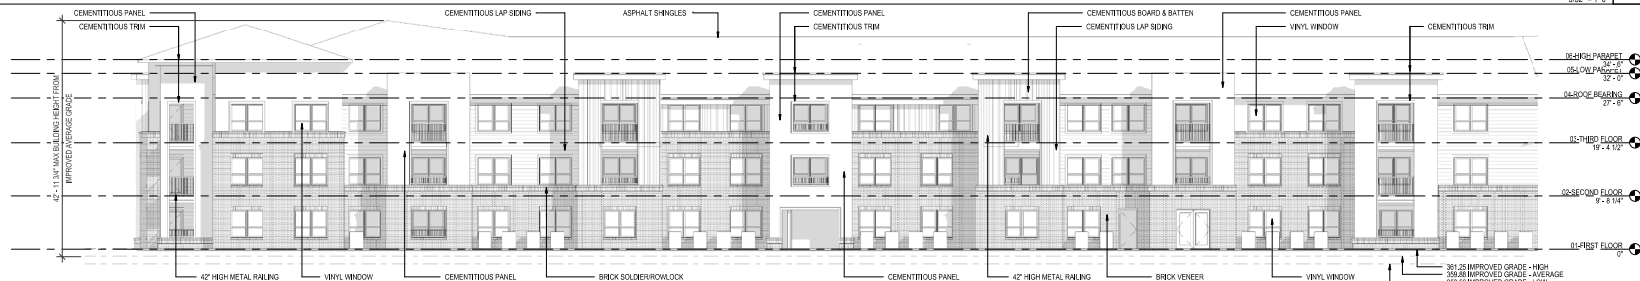 CEMENTITIOUS PANEL
CEMENTITIOUS LAP SIDING
ASPHALT SHINGLES
CEMENTITIOUS PANEL
CEMENTITIOUS BOARD & BATTEN
CEMENTITIOUS PANEL
CEMENTITIOUS TRIM
CEMENTITIOUS TRIM
CEMENTITIOUS LAP SIDING
VINYL WINDOW
CEMENTITIOUS TRIM
42' - 11 3/4" MAX BUILDING HEIGHT FROM
IMPROVED AVERAGE GRADE
06-HIGH PARAPET
34' - 6"
05-LOW PARAPET
32' - 0"
04-ROOF BEARING
27' - 6"
03-THIRD FLOOR
19' - 4 1/2"
02-SECOND FLOOR
9' - 8 1/4"
01-FIRST FLOOR
0"
42" HIGH METAL RAILING
VINYL WINDOW
CEMENTITIOUS PANEL
BRICK SOLDIER/ROWLOCK
CEMENTITIOUS PANEL
42" HIGH METAL RAILING
BRICK VENEER
VINYL WINDOW
361.25 IMPROVED GRADE - HIGH
359.88 IMPROVED GRADE - AVERAGE
IMPROVED GRADE - LOW